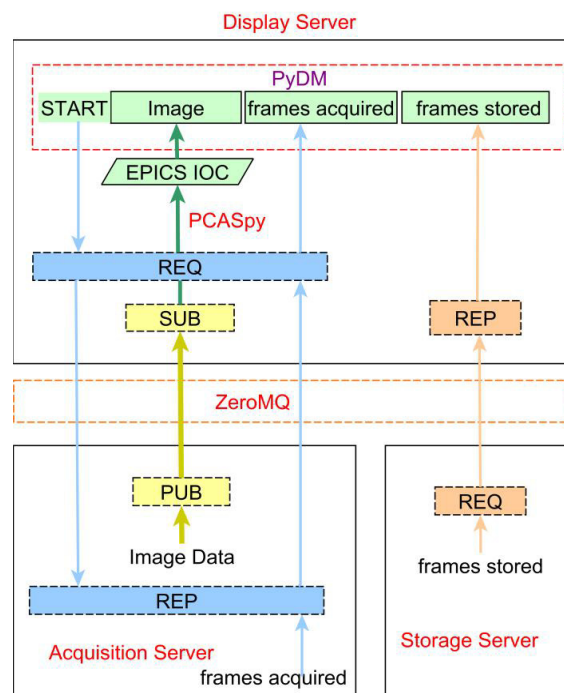 Display Server
PyDM
START
Image
frames acquired
frames stored
EPICS IOC
PCASpy
REQ
SUB
REP
ZeroMQ
PUB
REQ
Image Data
frames stored
REP
Acquisition Server
Storage Server
frames acquired